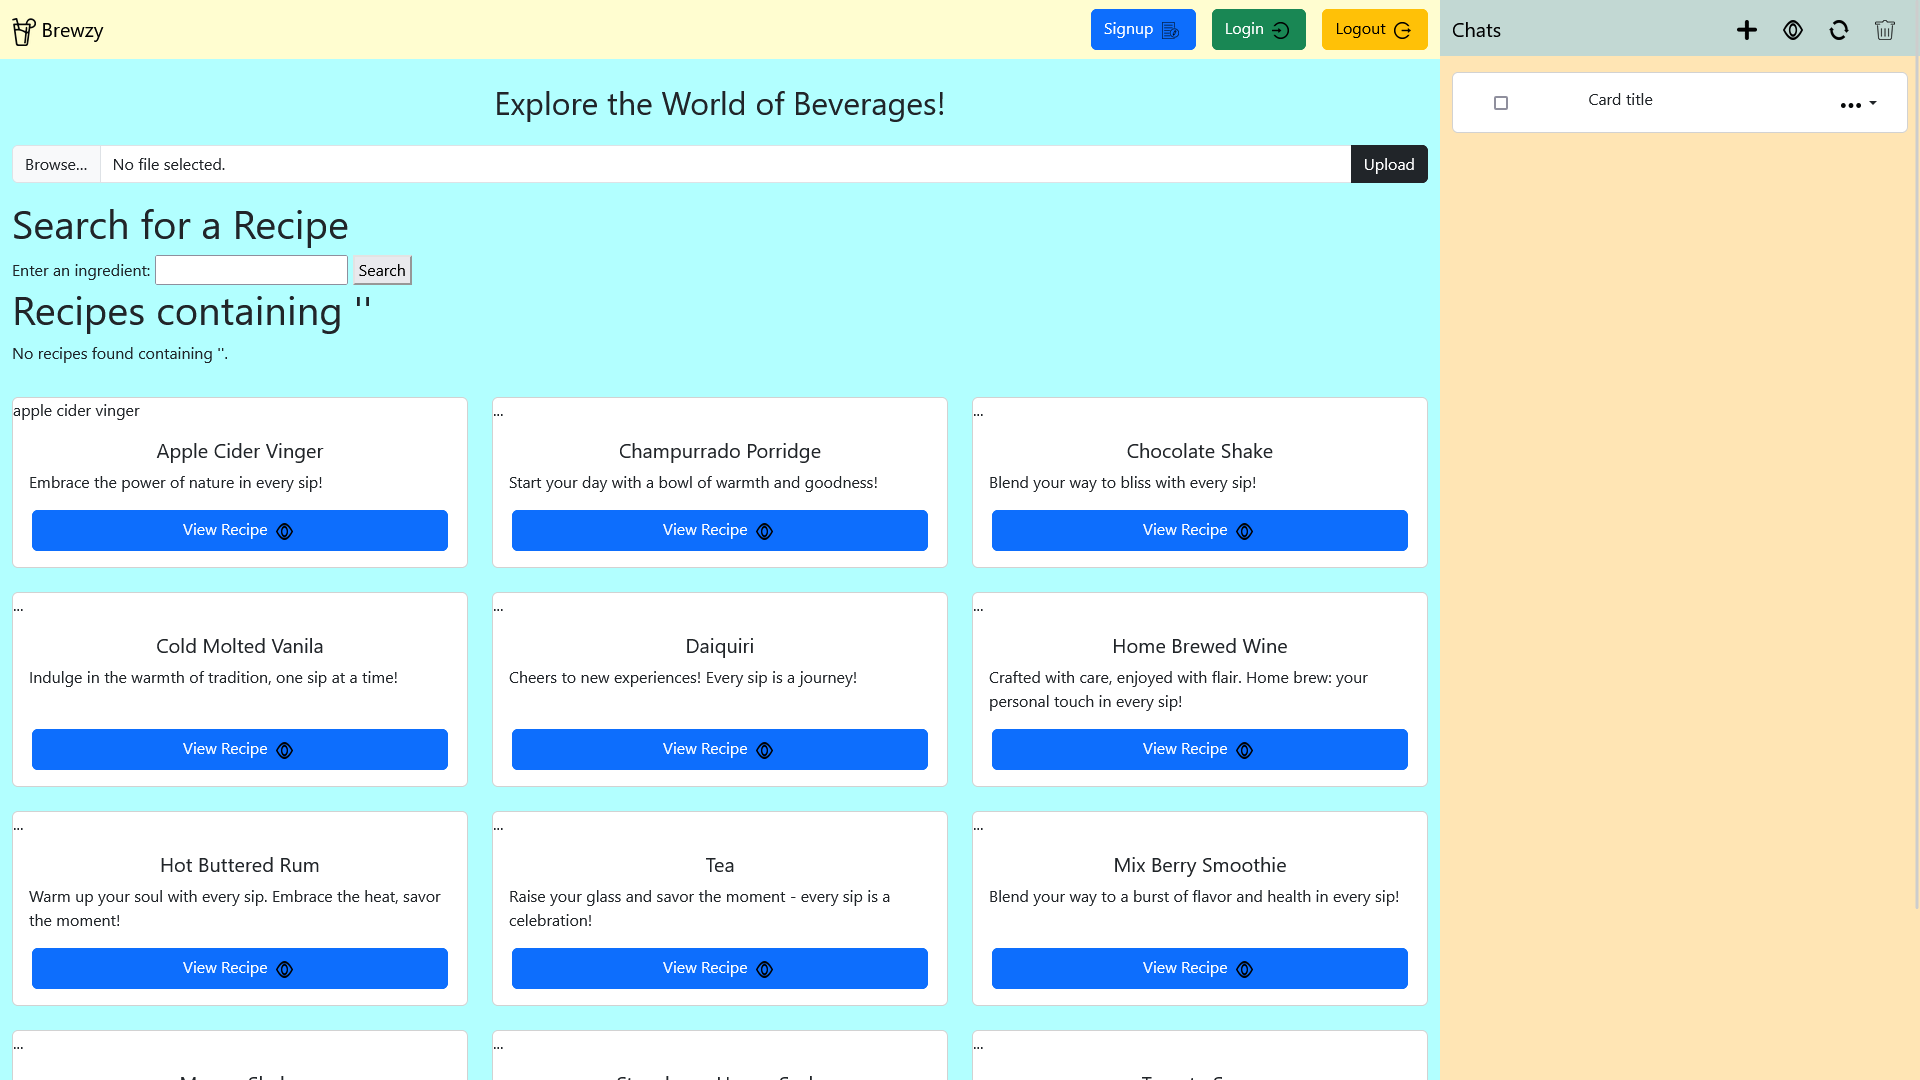 Brewzy
Signup
Login
Logout
Chats
Explore the World of Beverages!
Card title
Browse...
No file selected.
Upload
Search for a Recipe
Enter an ingredient:
Search
Recipes containing ''
No recipes found containing ''.
apple cider vinger
Apple Cider Vinger
Embrace the power of nature in every sip!
View Recipe
...
Champurrado Porridge
Start your day with a bowl of warmth and goodness!
View Recipe
...
Chocolate Shake
Blend your way to bliss with every sip!
View Recipe
...
Cold Molted Vanila
Indulge in the warmth of tradition, one sip at a time!
View Recipe
...
Daiquiri
Cheers to new experiences! Every sip is a journey!
View Recipe
...
Home Brewed Wine
Crafted with care, enjoyed with flair. Home brew: your
personal touch in every sip!
View Recipe
...
Hot Buttered Rum
Warm up your soul with every sip. Embrace the heat, savor
the moment!
View Recipe
...
Tea
Raise your glass and savor the moment - every sip is a
celebration!
View Recipe
...
Mix Berry Smoothie
Blend your way to a burst of flavor and health in every sip!
View Recipe
...
...
...